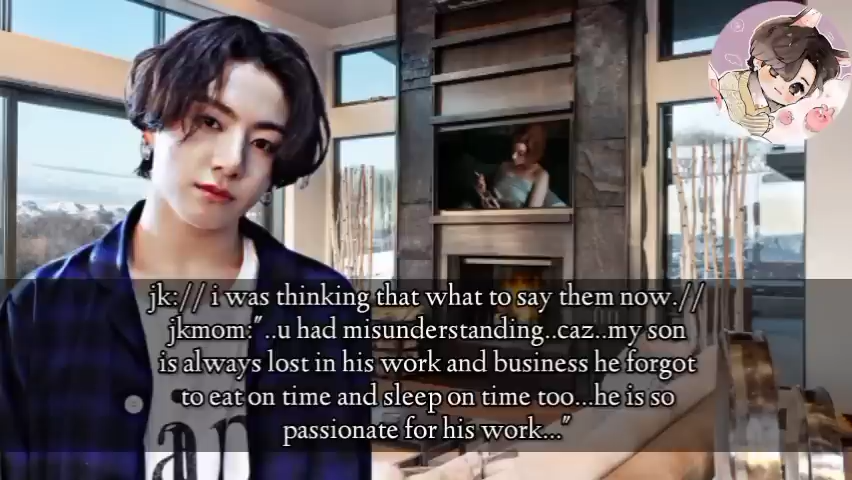 jk:// i was thinking that what to say them now.//
jkmom:"..u had misunderstanding..caz..my son
is always lost in his work and business he forgot
to eat on time and sleep on time too...he is so
passionate for his work..."